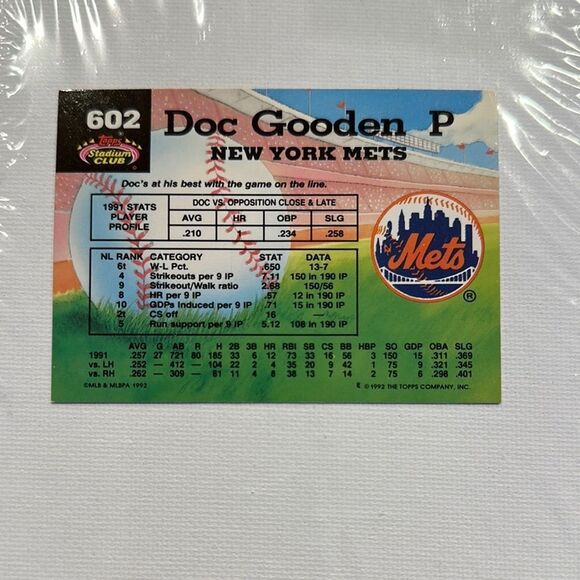 602
Topps
Stadium
CLUB
Doc Gooden P
NEW YORK METS
Doc's at his best with the game on the line.
1991 STATS PLAYER PROFILE
DOC VS. OPPOSITION CLOSE & LATE
AVG HR OBP SLG
.210 — .234 .258
NL RANK CATEGORY STAT DATA
6t W-L Pct. .650 13-7
4 Strikeouts per 9 IP 7.11 150 in 190 IP
9 Strikeout/Walk ratio 2.68 150/56
8 HR per 9 IP .57 12 in 190 IP
10 GDPs Induced per 9 IP .71 15 in 190 IP
2t CS off 16 —
5 Run support per 9 IP 5.12 108 in 190 IP
Mets
®
AVG G AB R H 2B 3B HR RBI SB CS BB HBP SO GDP OBA SLG
1991 .257 27 721 80 185 33 6 12 73 33 16 56 3 150 15 .311 .369
vs. LH .252 — 412 — 104 22 2 4 35 20 9 42 1 75 9 .321 .345
vs. RH .262 — 309 — 81 11 4 8 38 13 7 14 2 75 6 .298 .401
©MLB & MLBPA 1992
E © 1992 THE TOPPS COMPANY, INC.